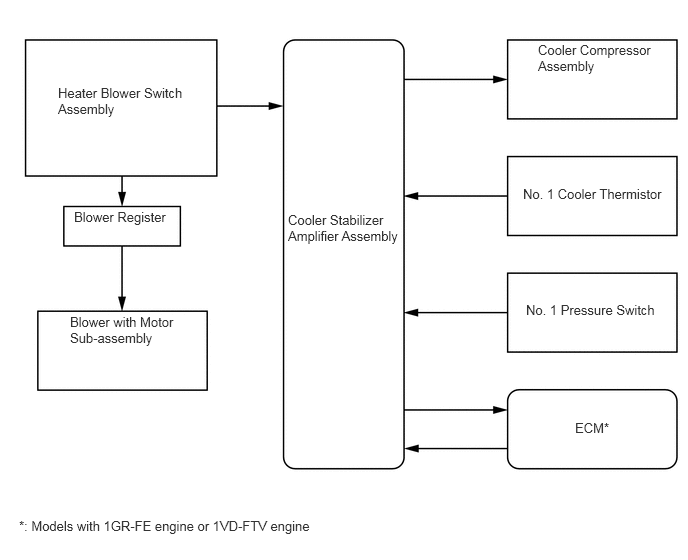 Heater Blower Switch
Assembly
Blower Register
Blower with Motor
Sub-assembly
Cooler Stabilizer
Amplifier Assembly
Cooler Compressor
Assembly
No. 1 Cooler Thermistor
No. 1 Pressure Switch
ECM*
*: Models with 1GR-FE engine or 1VD-FTV engine